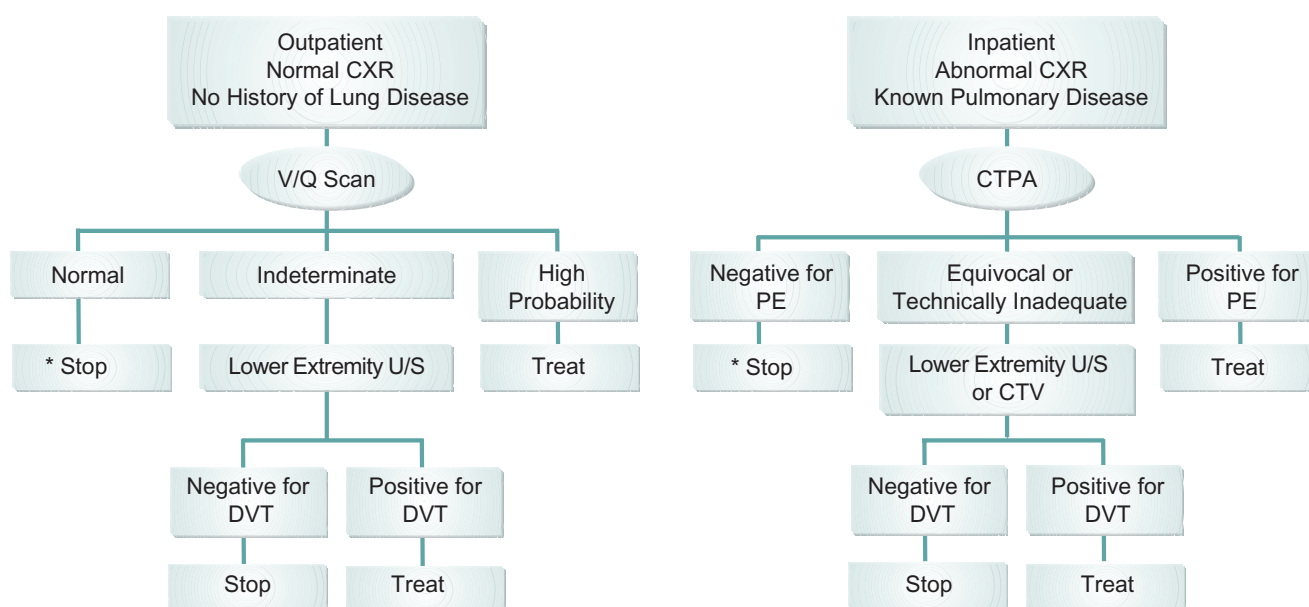 Outpatient
Normal CXR
No History of Lung Disease
V/Q Scan
Normal
Indeterminate
High
Probability
* Stop
Lower Extremity U/S
Treat
Negative for
DVT
Positive for
DVT
Stop
Treat
Inpatient
Abnormal CXR
Known Pulmonary Disease
CTPA
Negative for
PE
Equivocal or
Technically Inadequate
Positive for
PE
* Stop
Lower Extremity U/S
or CTV
Treat
Negative for
DVT
Positive for
DVT
Stop
Treat